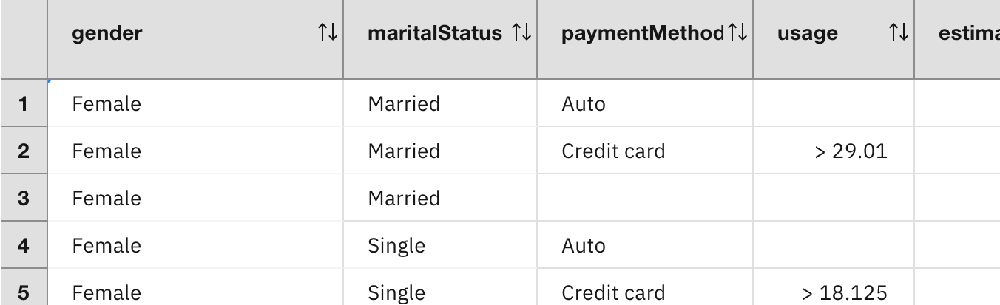 gender maritalStatus paymentMethod usage estima
1 Female Married Auto
2 Female Married Credit card > 29.01
3 Female Married
4 Female Single Auto
5 Female Single Credit card > 18.125